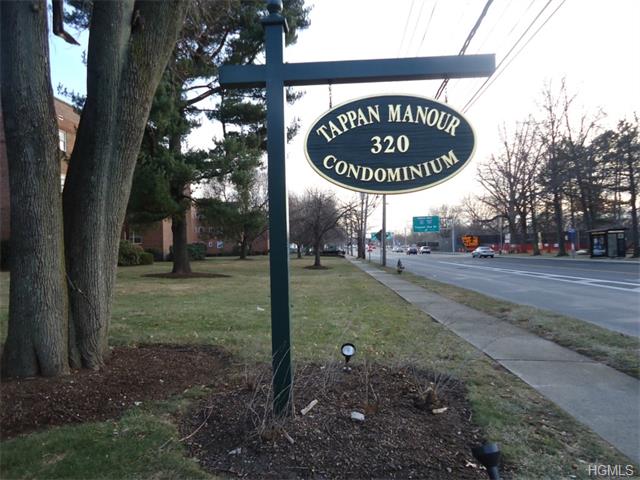 TAPPAN MANOUR
320
CONDOMINIUM
HGMLS